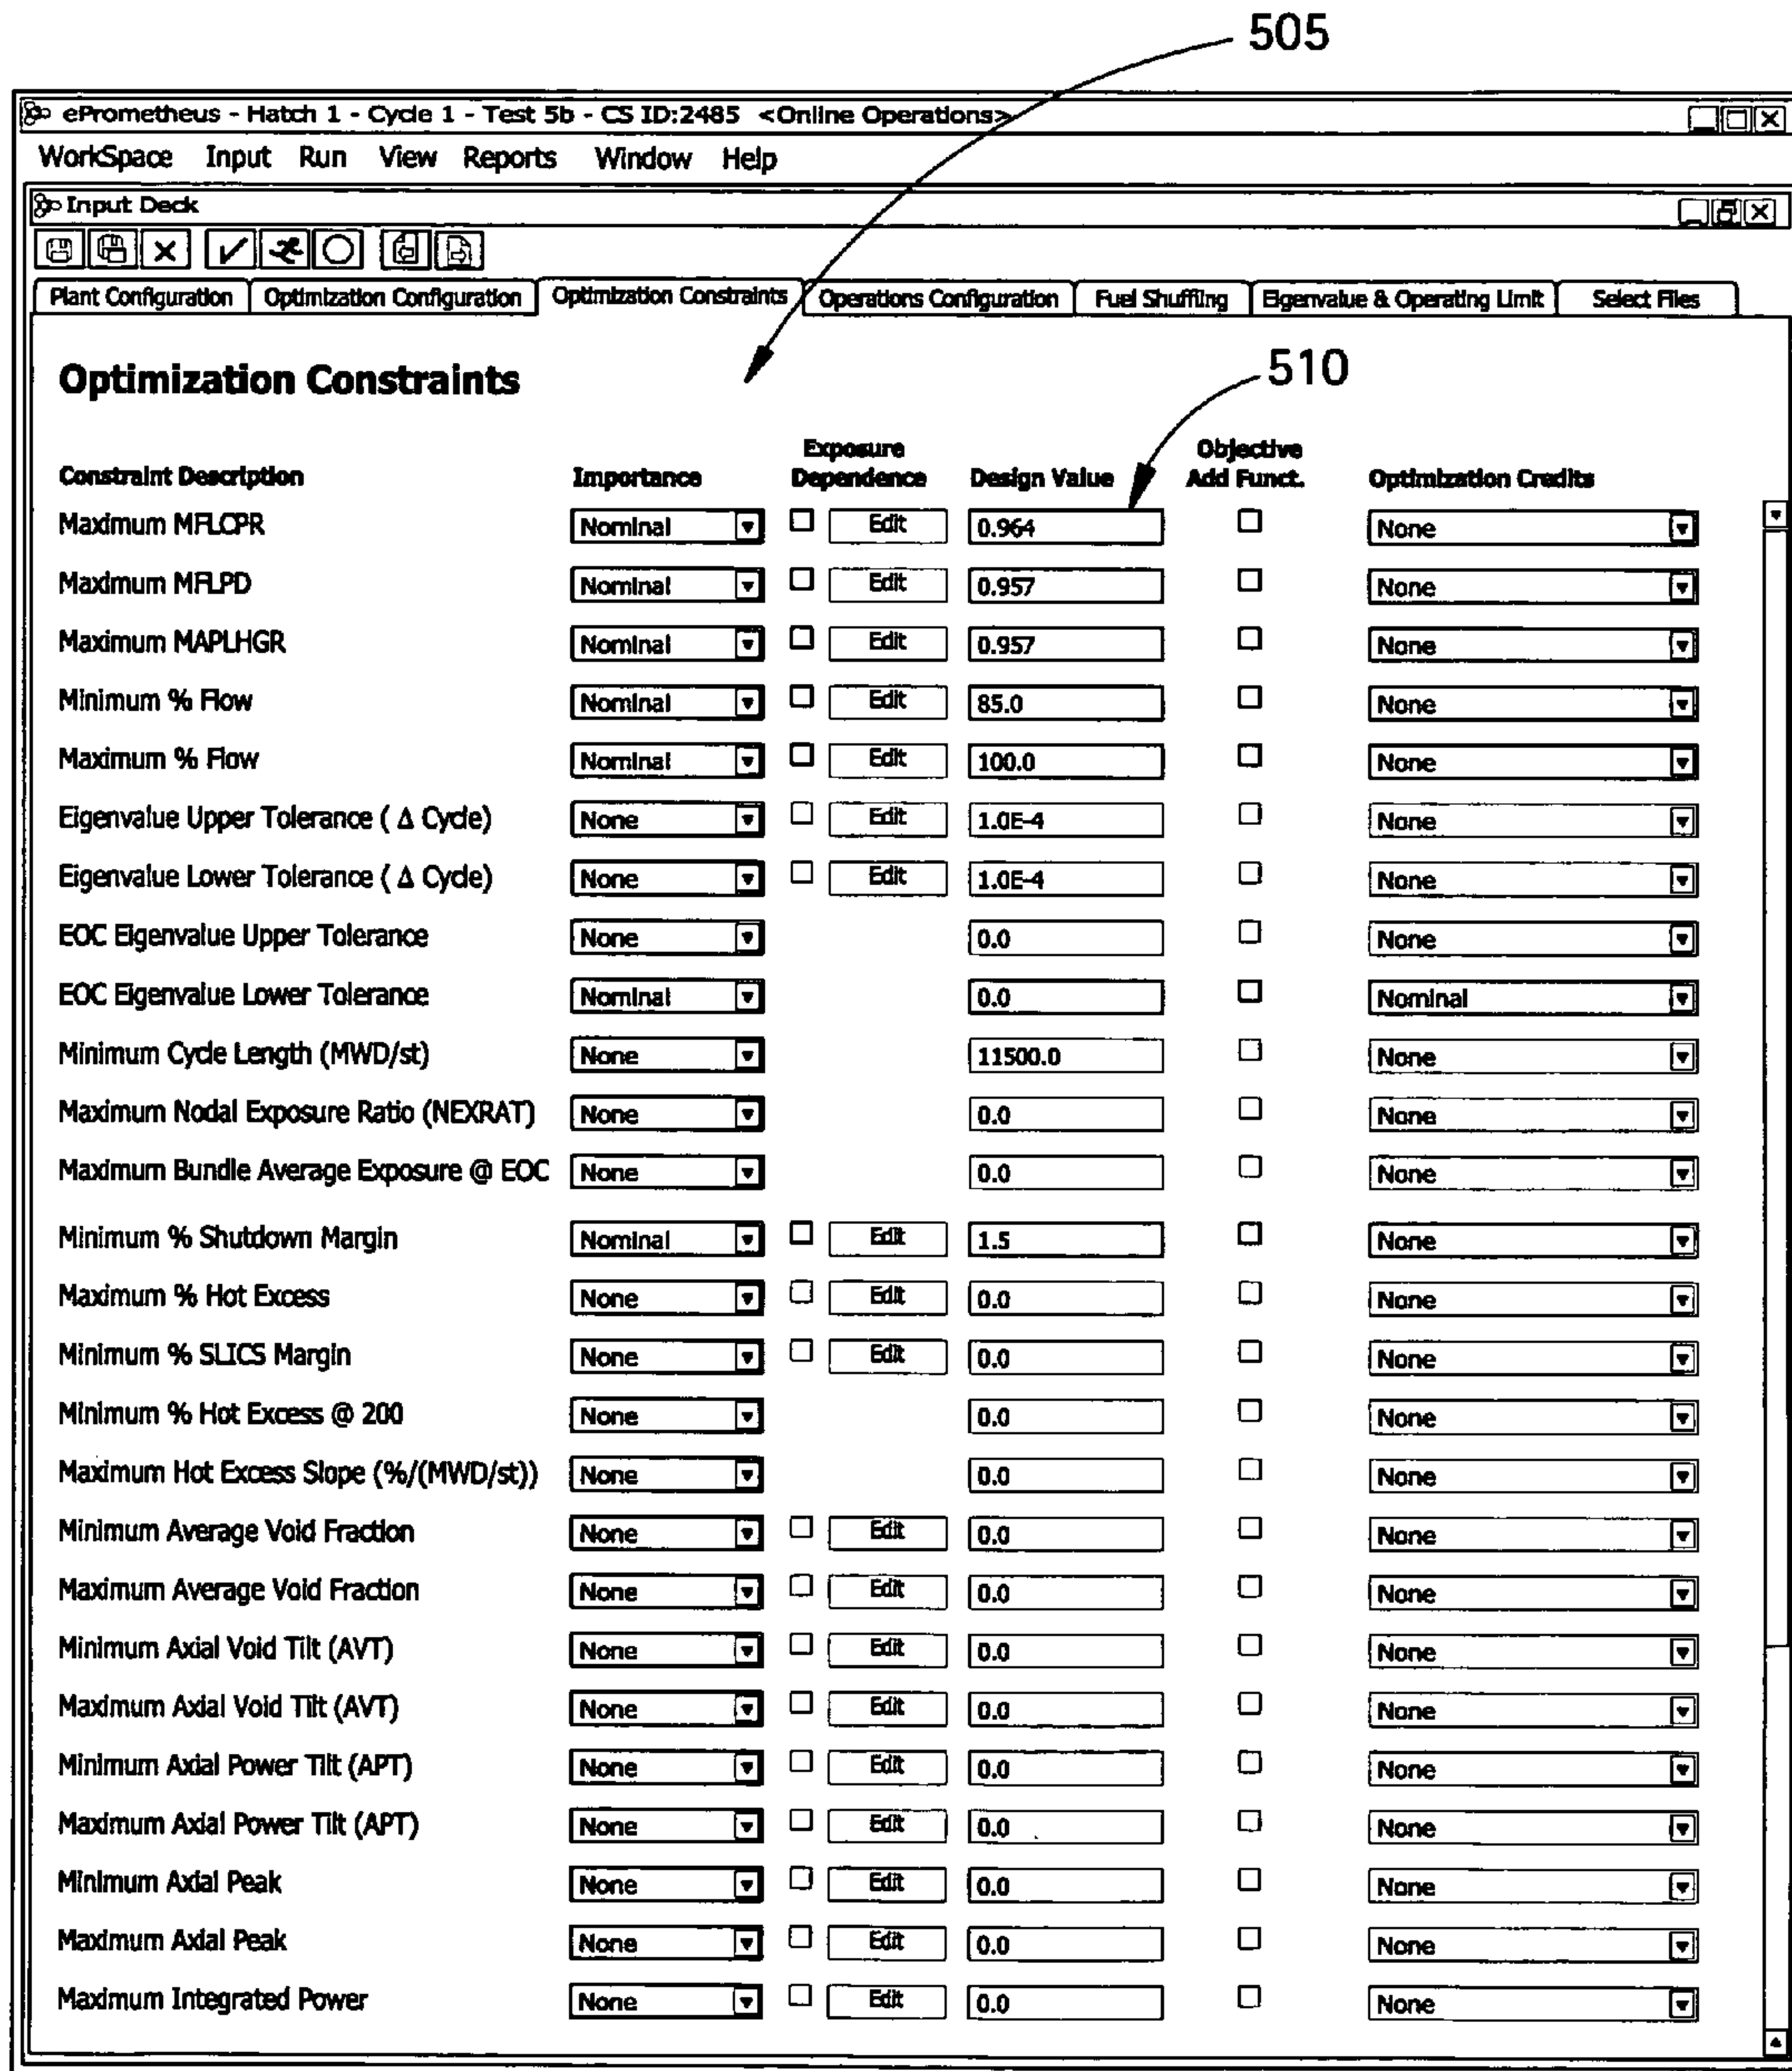 505
ePrometheus - Hatch 1 - Cycle 1 - Test 5b - CS ID:2485 <Online Operations>
WorkSpace Input Run View Reports Window Help
Input Deck
Plant Configuration Optimization Configuration Optimization Constraints Operations Configuration Fuel Shuffling Eigenvalue & Operating Limit Select Files
Optimization Constraints
510
Exposure Objective
Constraint Description Importance Dependence Design Value Add Funct. Optimization Credits
Maximum MFLCPR Nominal Edit 0.964 None
Maximum MFLPD Nominal Edit 0.957 None
Maximum MAPLHGR Nominal Edit 0.957 None
Minimum % Flow Nominal Edit 85.0 None
Maximum % Flow Nominal Edit 100.0 None
Eigenvalue Upper Tolerance ( Δ Cycle) None Edit 1.0E-4 None
Eigenvalue Lower Tolerance ( Δ Cycle) None Edit 1.0E-4 None
EOC Eigenvalue Upper Tolerance None 0.0 None
EOC Eigenvalue Lower Tolerance Nominal 0.0 Nominal
Minimum Cycle Length (MWD/st) None 11500.0 None
Maximum Nodal Exposure Ratio (NEXRAT) None 0.0 None
Maximum Bundle Average Exposure @ EOC None 0.0 None
Minimum % Shutdown Margin Nominal Edit 1.5 None
Maximum % Hot Excess None Edit 0.0 None
Minimum % SLICS Margin None Edit 0.0 None
Minimum % Hot Excess @ 200 None 0.0 None
Maximum Hot Excess Slope (%/(MWD/st)) None 0.0 None
Minimum Average Void Fraction None Edit 0.0 None
Maximum Average Void Fraction None Edit 0.0 None
Minimum Axial Void Tilt (AVT) None Edit 0.0 None
Maximum Axial Void Tilt (AVT) None Edit 0.0 None
Minimum Axial Power Tilt (APT) None Edit 0.0 None
Maximum Axial Power Tilt (APT) None Edit 0.0 None
Minimum Axial Peak None Edit 0.0 None
Maximum Axial Peak None Edit 0.0 None
Maximum Integrated Power None Edit 0.0 None